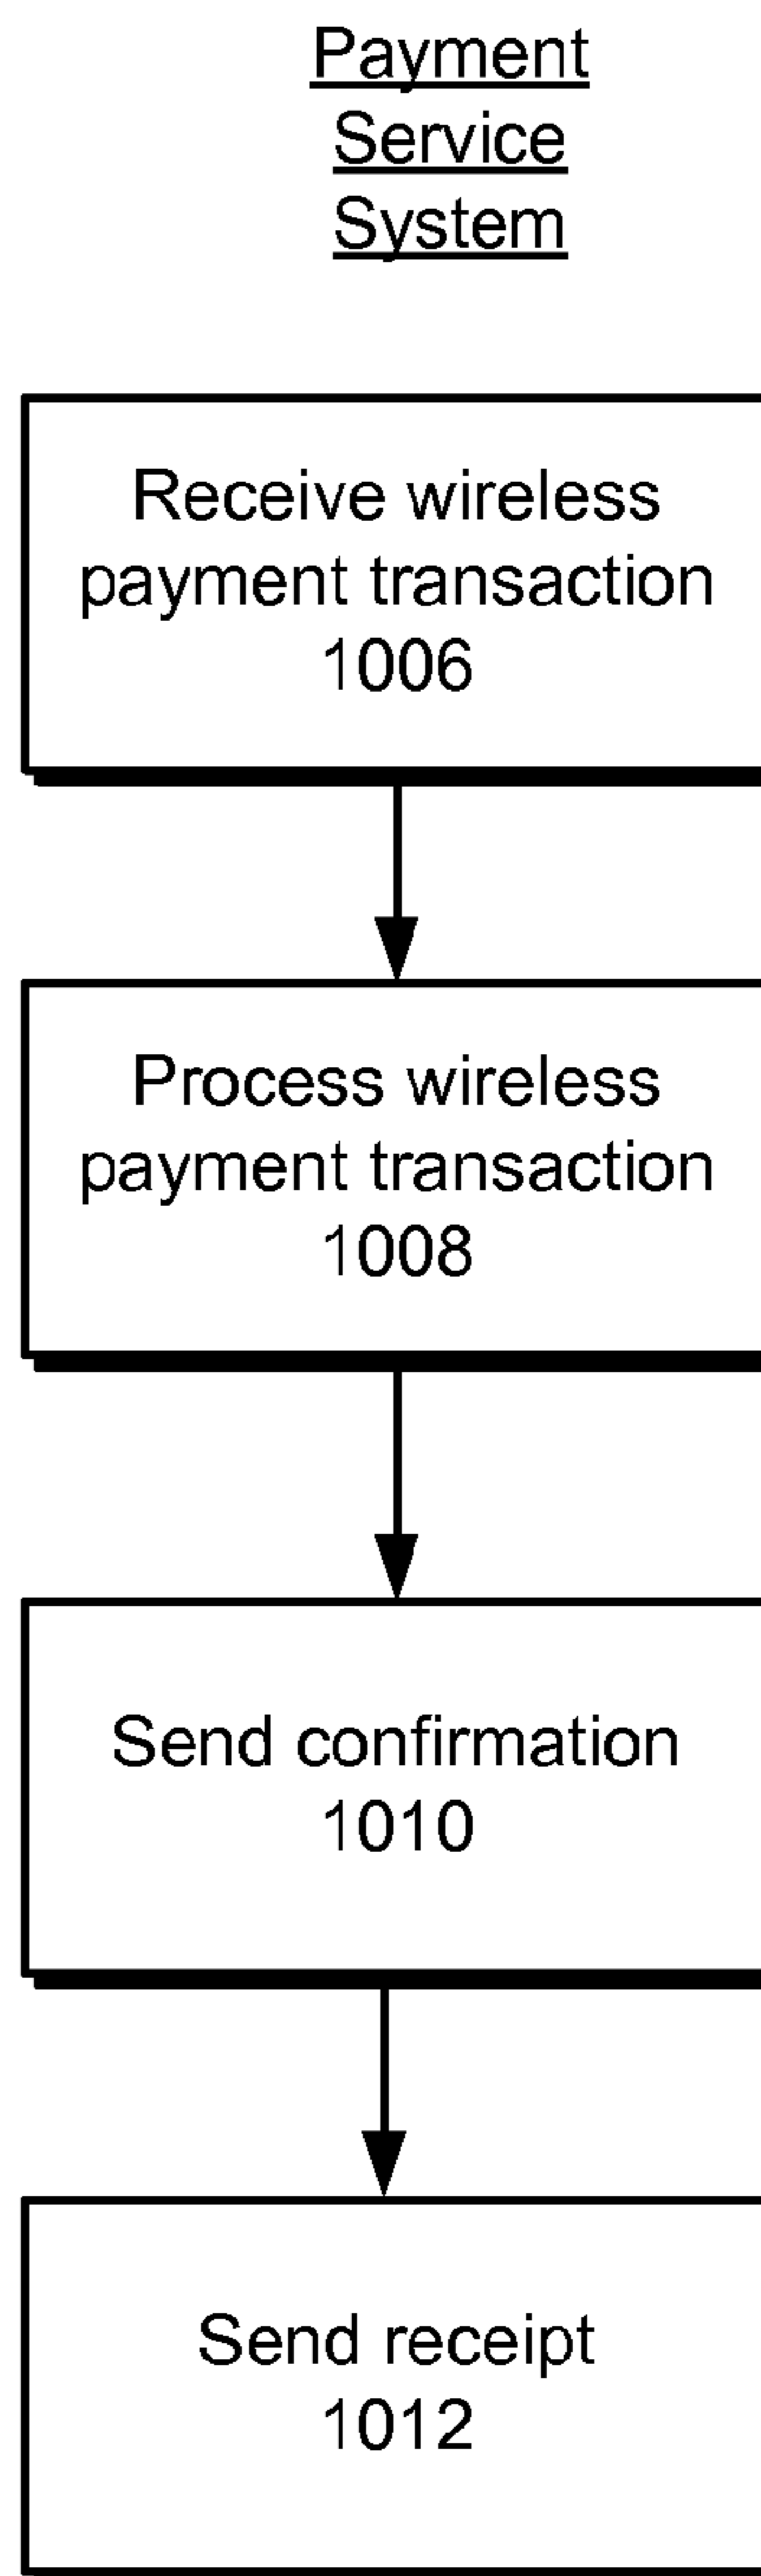 Payment
Service
System
Receive wireless
payment transaction
1006
Process wireless
payment transaction
1008
Send confirmation
1010
Send receipt
1012